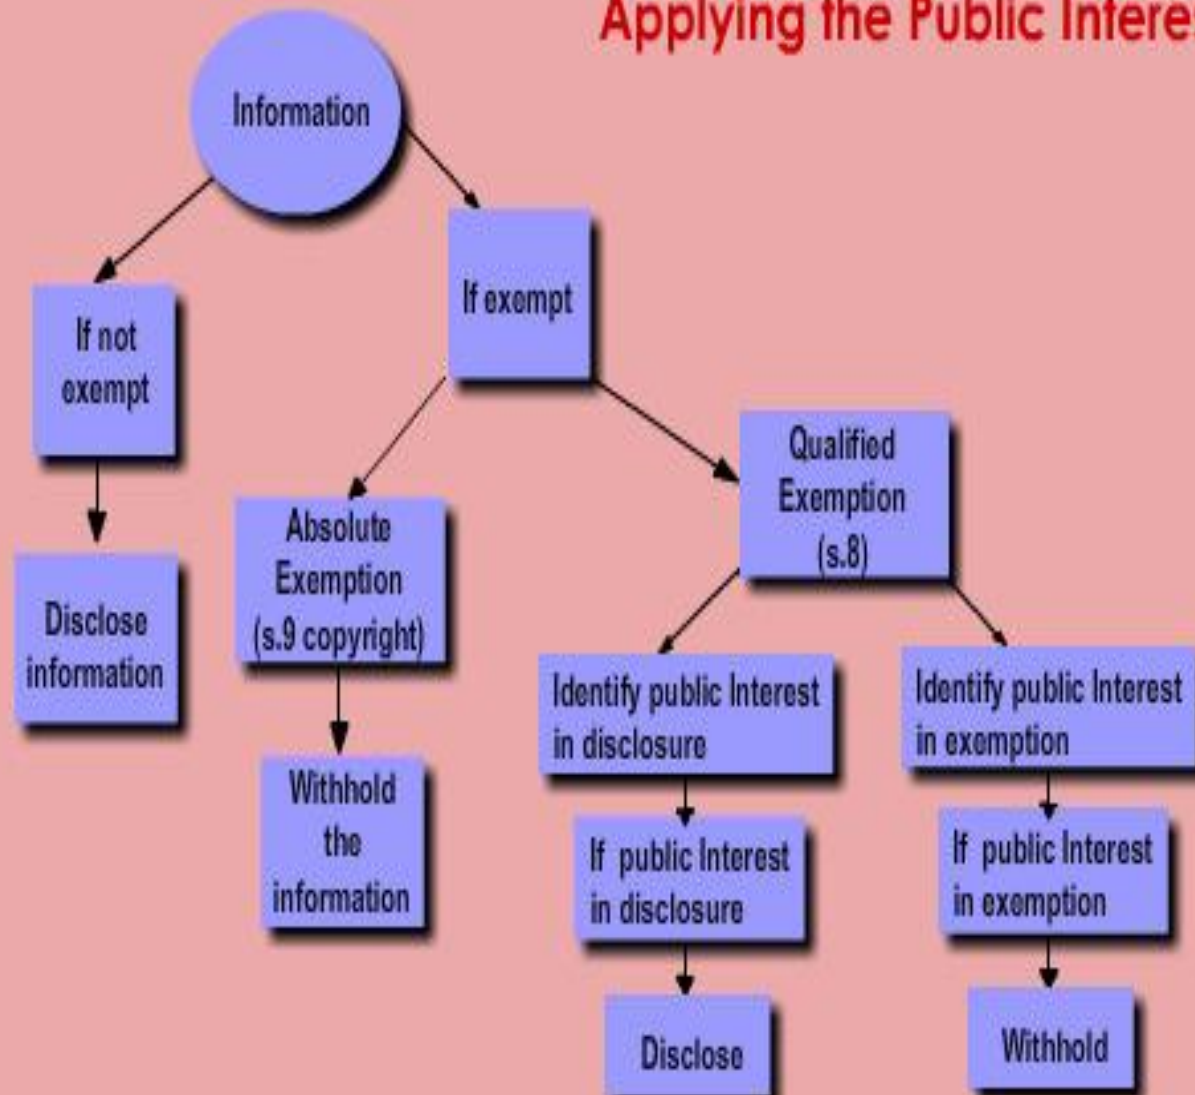 Applying the Public Interes
Information
If exempt
If not
exempt
Qualified
Exemption
(s.8)
Absolute
Exemption
(s.9 copyright)
Disclose
information
Identify public Interest
in disclosure
Identify public Interest
in exemption
Withhold
the
information
If public Interest
in disclosure
If public Interest
in exemption
Disclose
Withhold